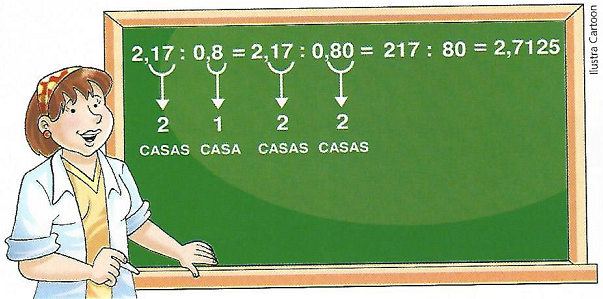 2,17 : 0,8 = 2,17 : 0,80 = 217 : 80 = 2,7125
2 1 2 2
CASAS CASA CASAS CASAS
Ilustra Cartoon